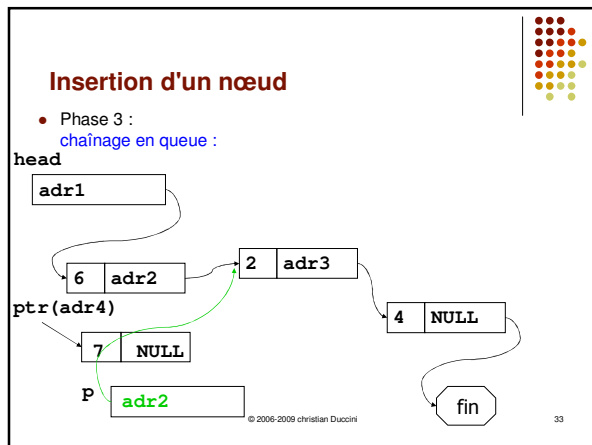 Insertion d'un nœud
• Phase 3 :
chaînage en queue :
head
adr1
6 adr2
2 adr3
ptr(adr4)
4 NULL
7 NULL
p
adr2
fin
© 2006-2009 christian Duccini
33